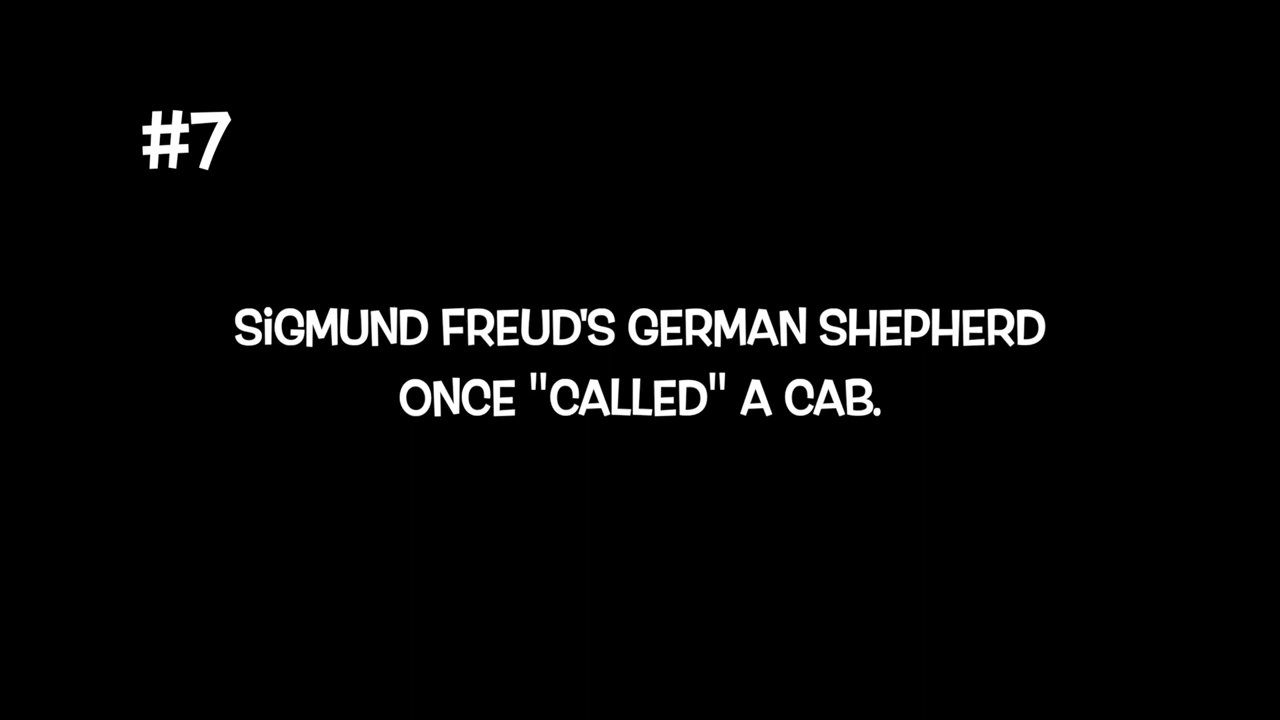 #7
SiGMUND FREUD'S GERMAN SHEPHERD
ONCE "CALLED" A CAB.